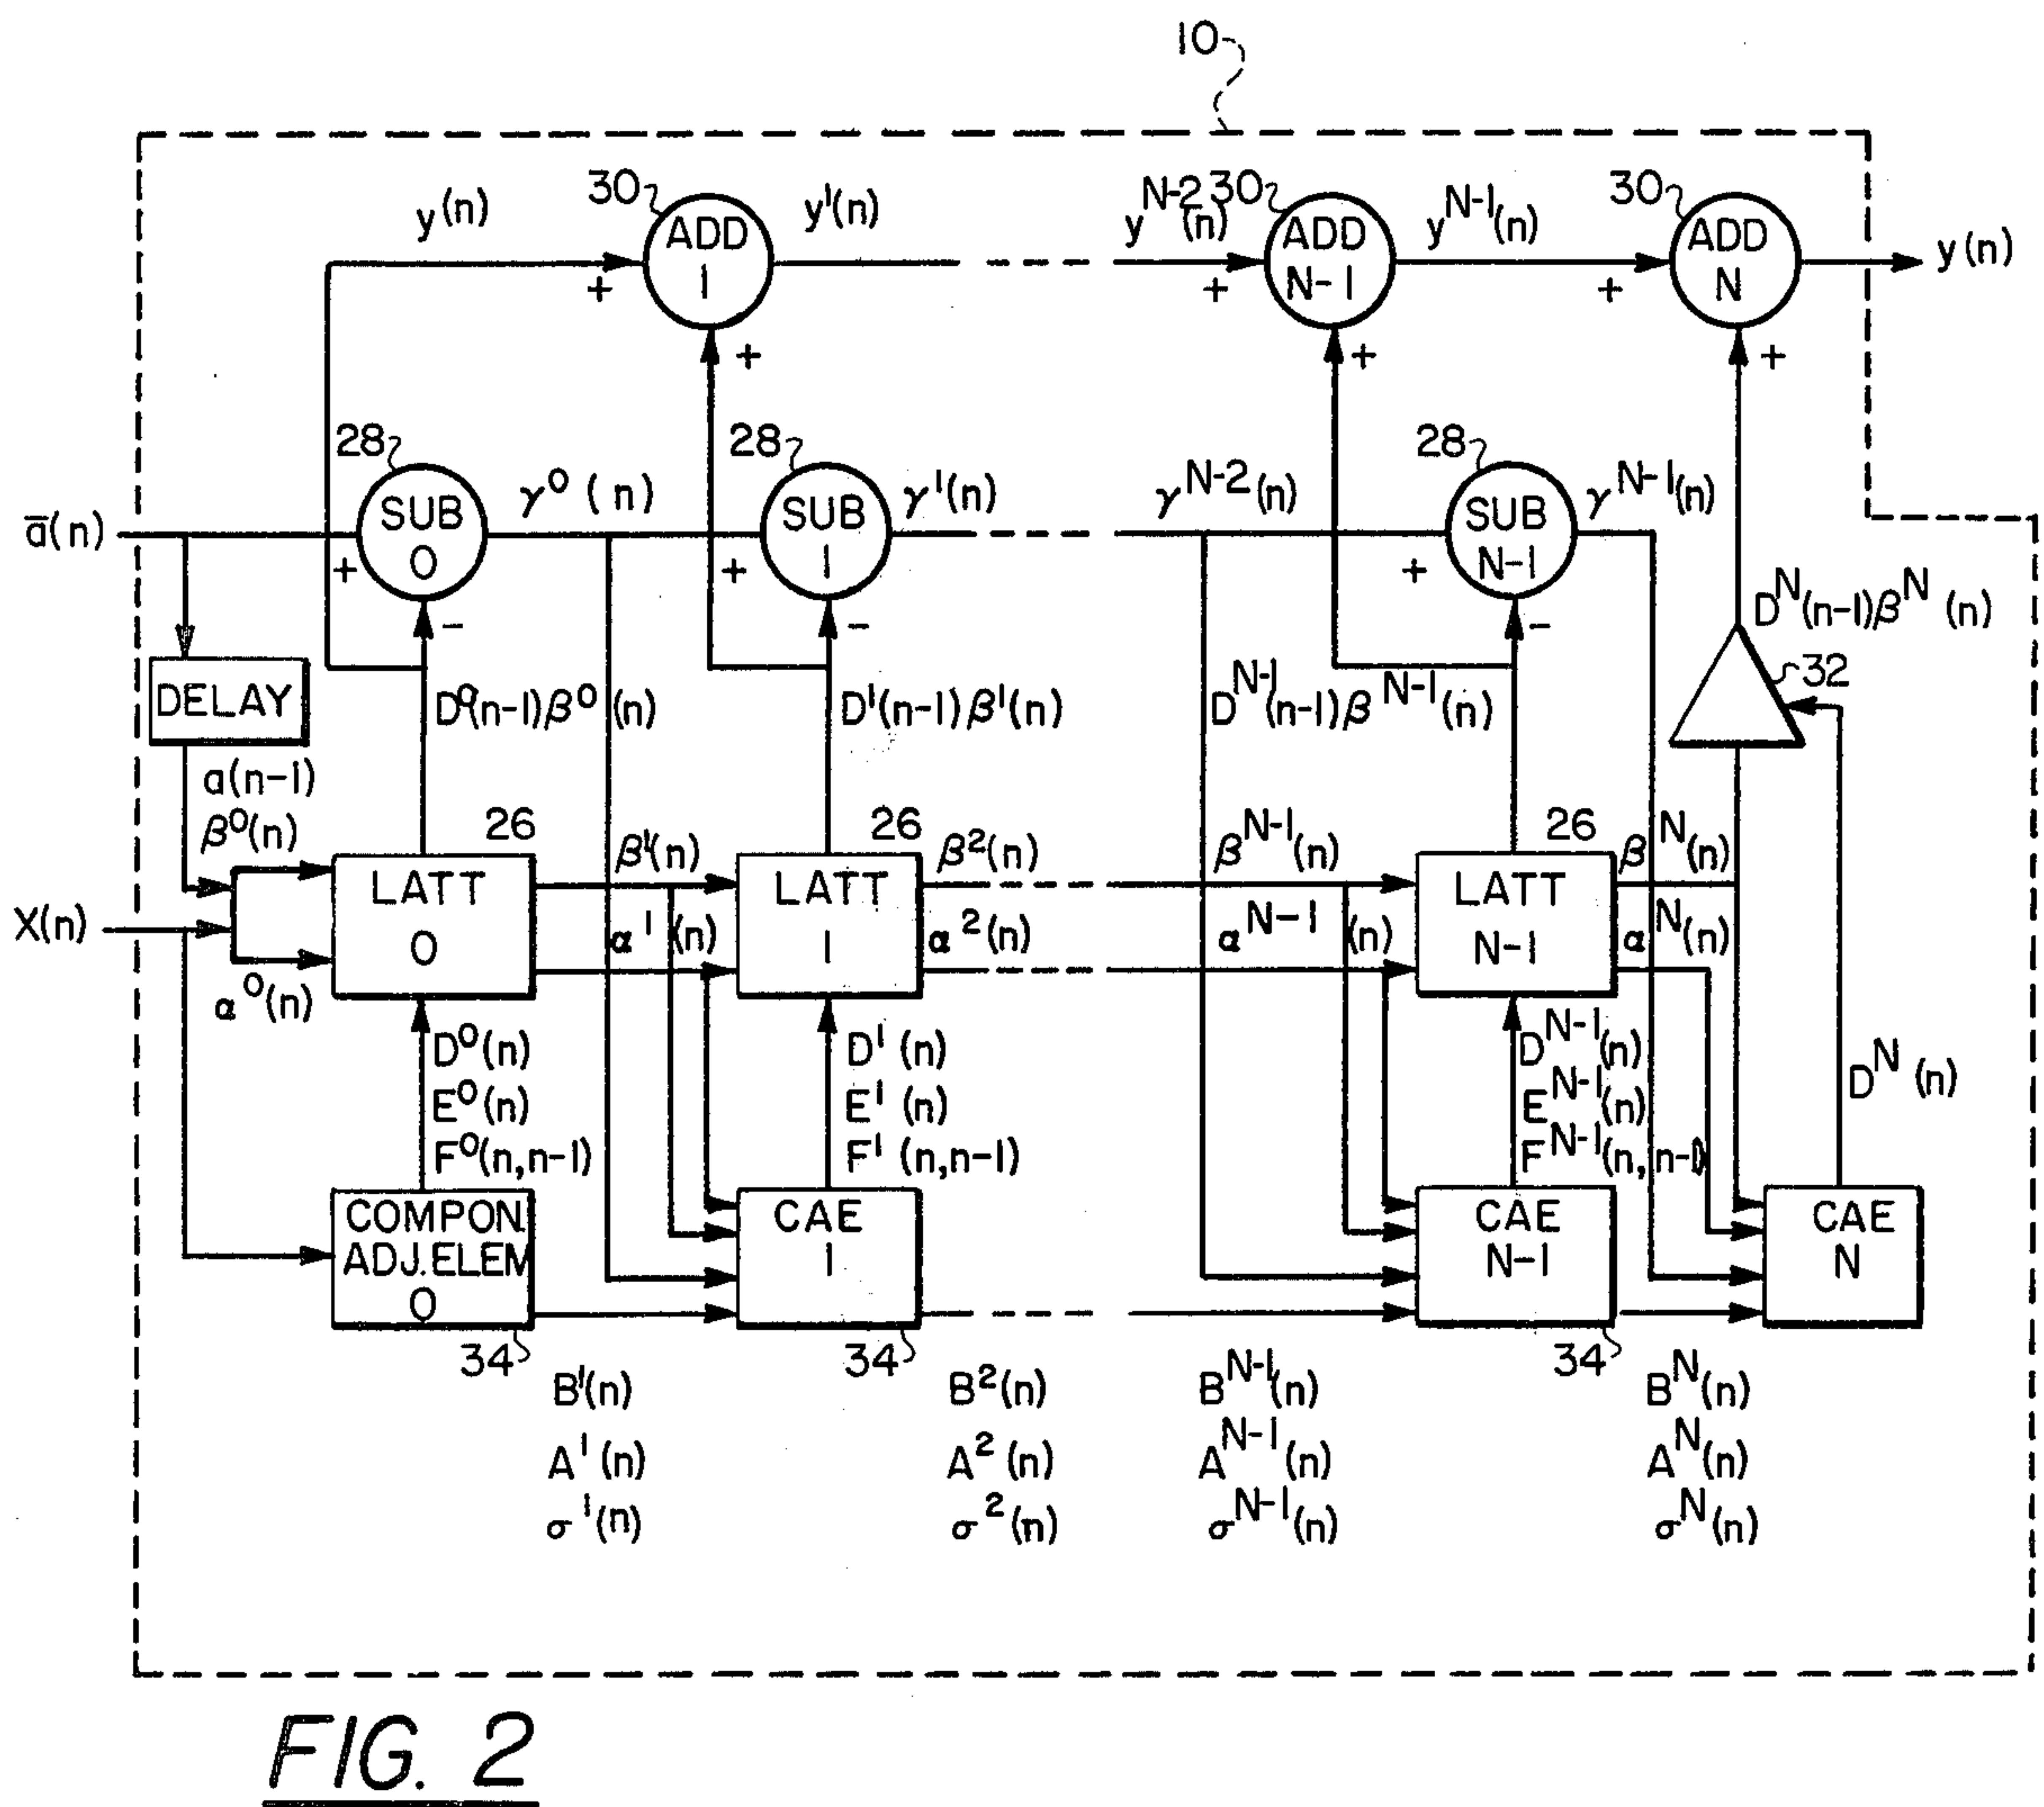 10
30
30
30
y(n)
ADD
1
y¹(n)
y^N-2(n)
ADD
N-1
y^N-1(n)
ADD
N
y(n)
+
+
+
+
+
+
28
28
28
ā(n)
SUB
0
γ⁰(n)
SUB
1
γ¹(n)
γ^N-2(n)
SUB
N-1
γ^N-1(n)
+
+
+
-
-
-
D^N(n-1)β^N(n)
32
DELAY
D⁰(n-1)β⁰(n)
D¹(n-1)β¹(n)
D^N-1(n-1)β^N-1(n)
a(n-1)
β⁰(n)
26
26
26
β¹(n)
β²(n)
β^N-1(n)
β^N(n)
X(n)
LATT
0
LATT
1
LATT
N-1
α⁰(n)
α¹(n)
α²(n)
α^N-1(n)
α^N(n)
D⁰(n)
E⁰(n)
F⁰(n,n-1)
D¹(n)
E¹(n)
F¹(n,n-1)
D^N-1(n)
E^N-1(n)
F^N-1(n,n-1)
D^N(n)
COMPON.
ADJ.ELEM
0
CAE
1
CAE
N-1
CAE
N
34
34
34
B¹(n)
A¹(n)
σ¹(n)
B²(n)
A²(n)
σ²(n)
B^N-1(n)
A^N-1(n)
σ^N-1(n)
B^N(n)
A^N(n)
σ^N(n)
FIG. 2